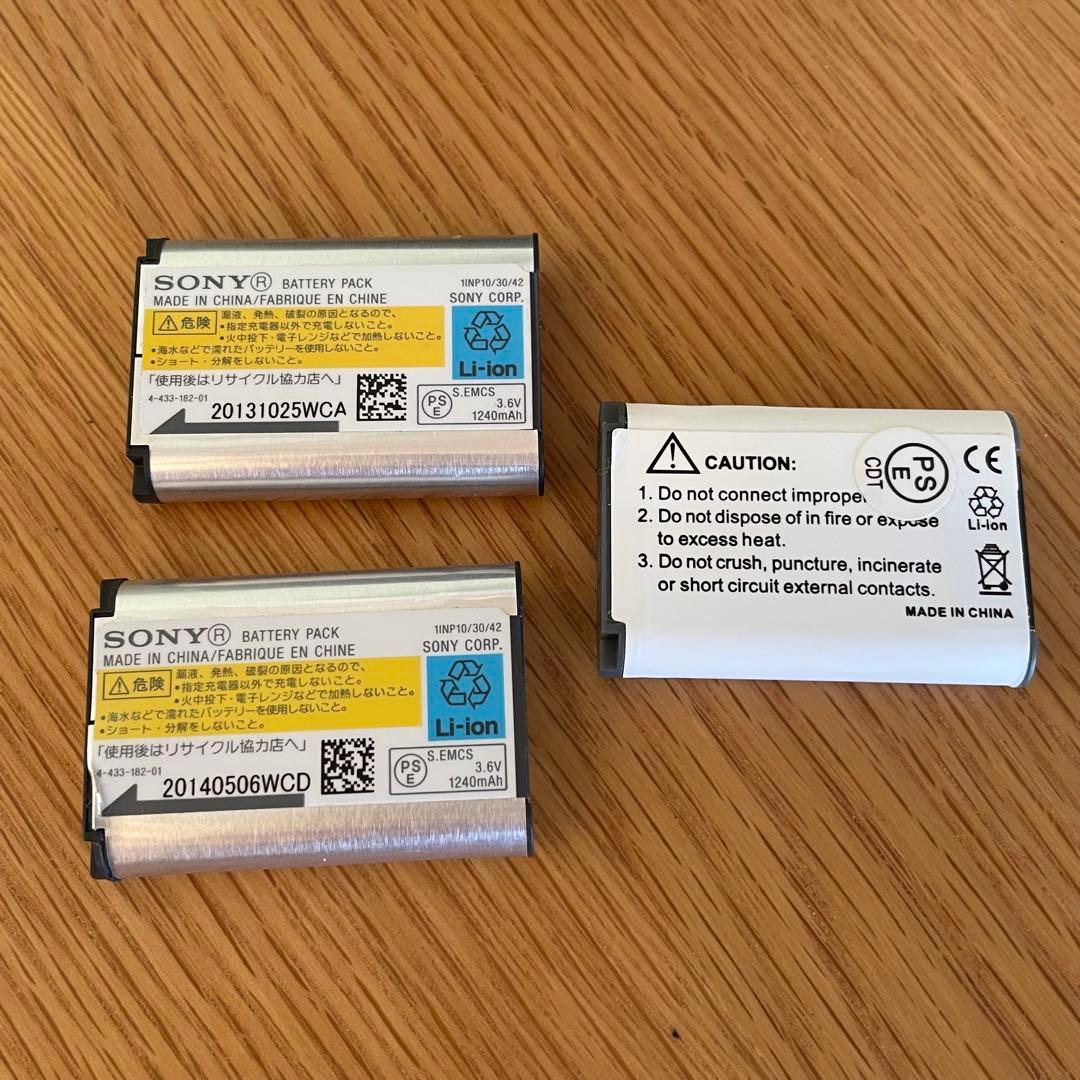 SONY® BATTERY PACK 1INP10/30/42
MADE IN CHINA/FABRIQUE EN CHINE SONY CORP.
危険 漏液、発熱、破裂の原因となるので、
•指定充電器以外で充電しないこと。
•火中投下・電子レンジなどで加熱しないこと。
•海水などで濡れたバッテリーを使用しないこと。
•ショート・分解をしないこと。
Li-ion
「使用後はリサイクル協力店へ」
4-433-182-01
20131025WCA
PSE S.EMCS
3.6V
1240mAh
SONY® BATTERY PACK 1INP10/30/42
MADE IN CHINA/FABRIQUE EN CHINE SONY CORP.
危険 漏液、発熱、破裂の原因となるので、
•指定充電器以外で充電しないこと。
•火中投下・電子レンジなどで加熱しないこと。
•海水などで濡れたバッテリーを使用しないこと。
•ショート・分解をしないこと。
Li-ion
「使用後はリサイクル協力店へ」
4-433-182-01
20140506WCD
PSE S.EMCS
3.6V
1240mAh
CAUTION:
1. Do not connect
2. Do not dispose of in fire or expose
to excess heat.
3. Do not crush, puncture, incinerate
or short circuit external contacts.
PSE
CDT
CE
Li-ion
MADE IN CHINA